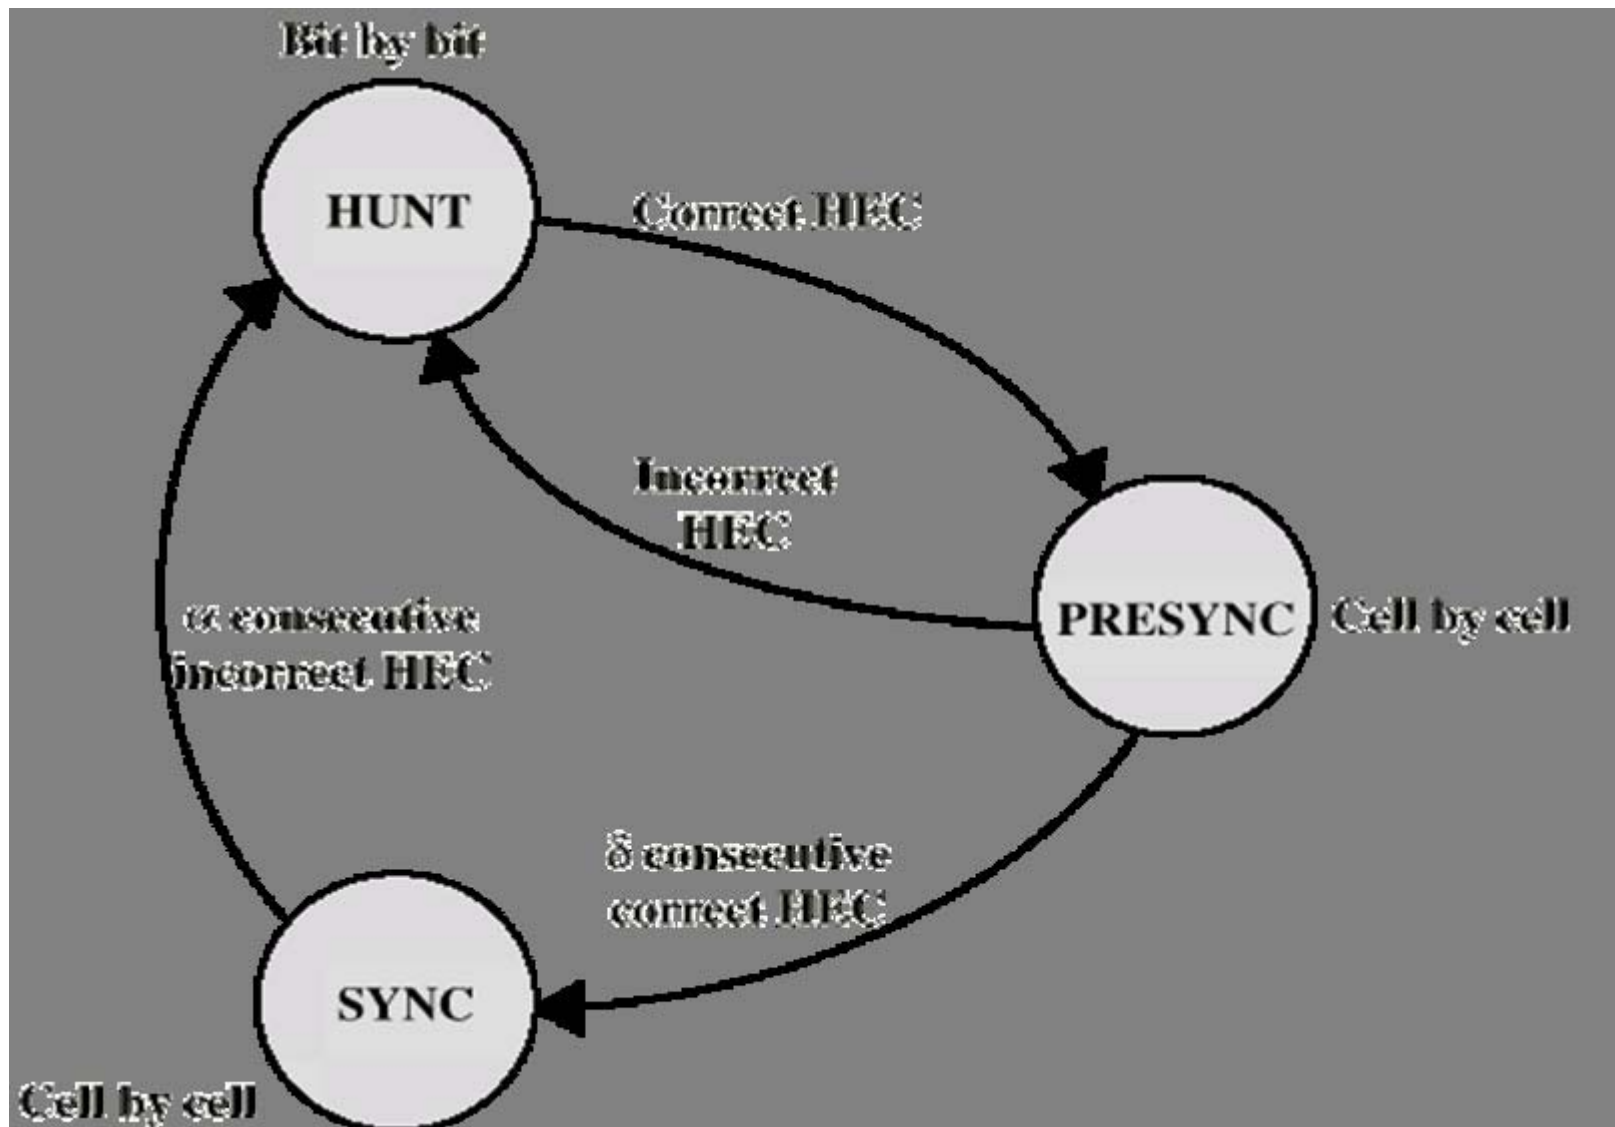 Bit by bit
HUNT
Correct HEC
Incorrect
HEC
PRESYNC
Cell by cell
α consecutive
incorrect HEC
δ consecutive
correct HEC
SYNC
Cell by cell